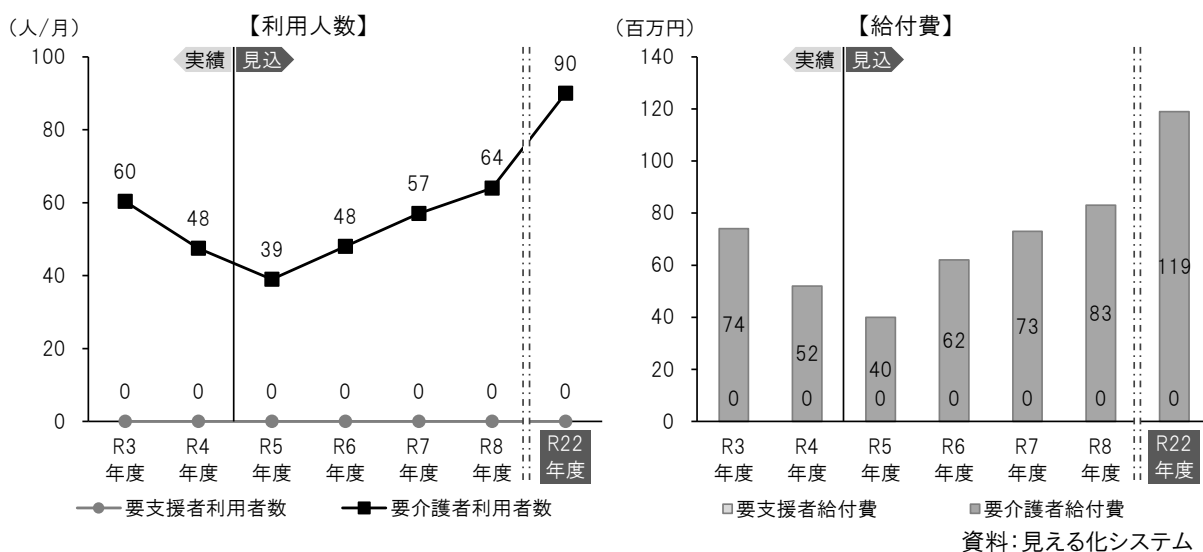 （人/月）
【利用人数】
100
80
60
40
20
0
実績
見込
60
48
39
48
57
64
90
0
0
0
0
0
0
0
R3
年度
R4
年度
R5
年度
R6
年度
R7
年度
R8
年度
R22
年度
要支援者利用者数
要介護者利用者数
（百万円）
【給付費】
140
120
100
80
60
40
20
0
実績
見込
74
52
40
62
73
83
119
0
0
0
0
0
0
0
R3
年度
R4
年度
R5
年度
R6
年度
R7
年度
R8
年度
R22
年度
要支援者給付費
要介護者給付費
資料：見える化システム